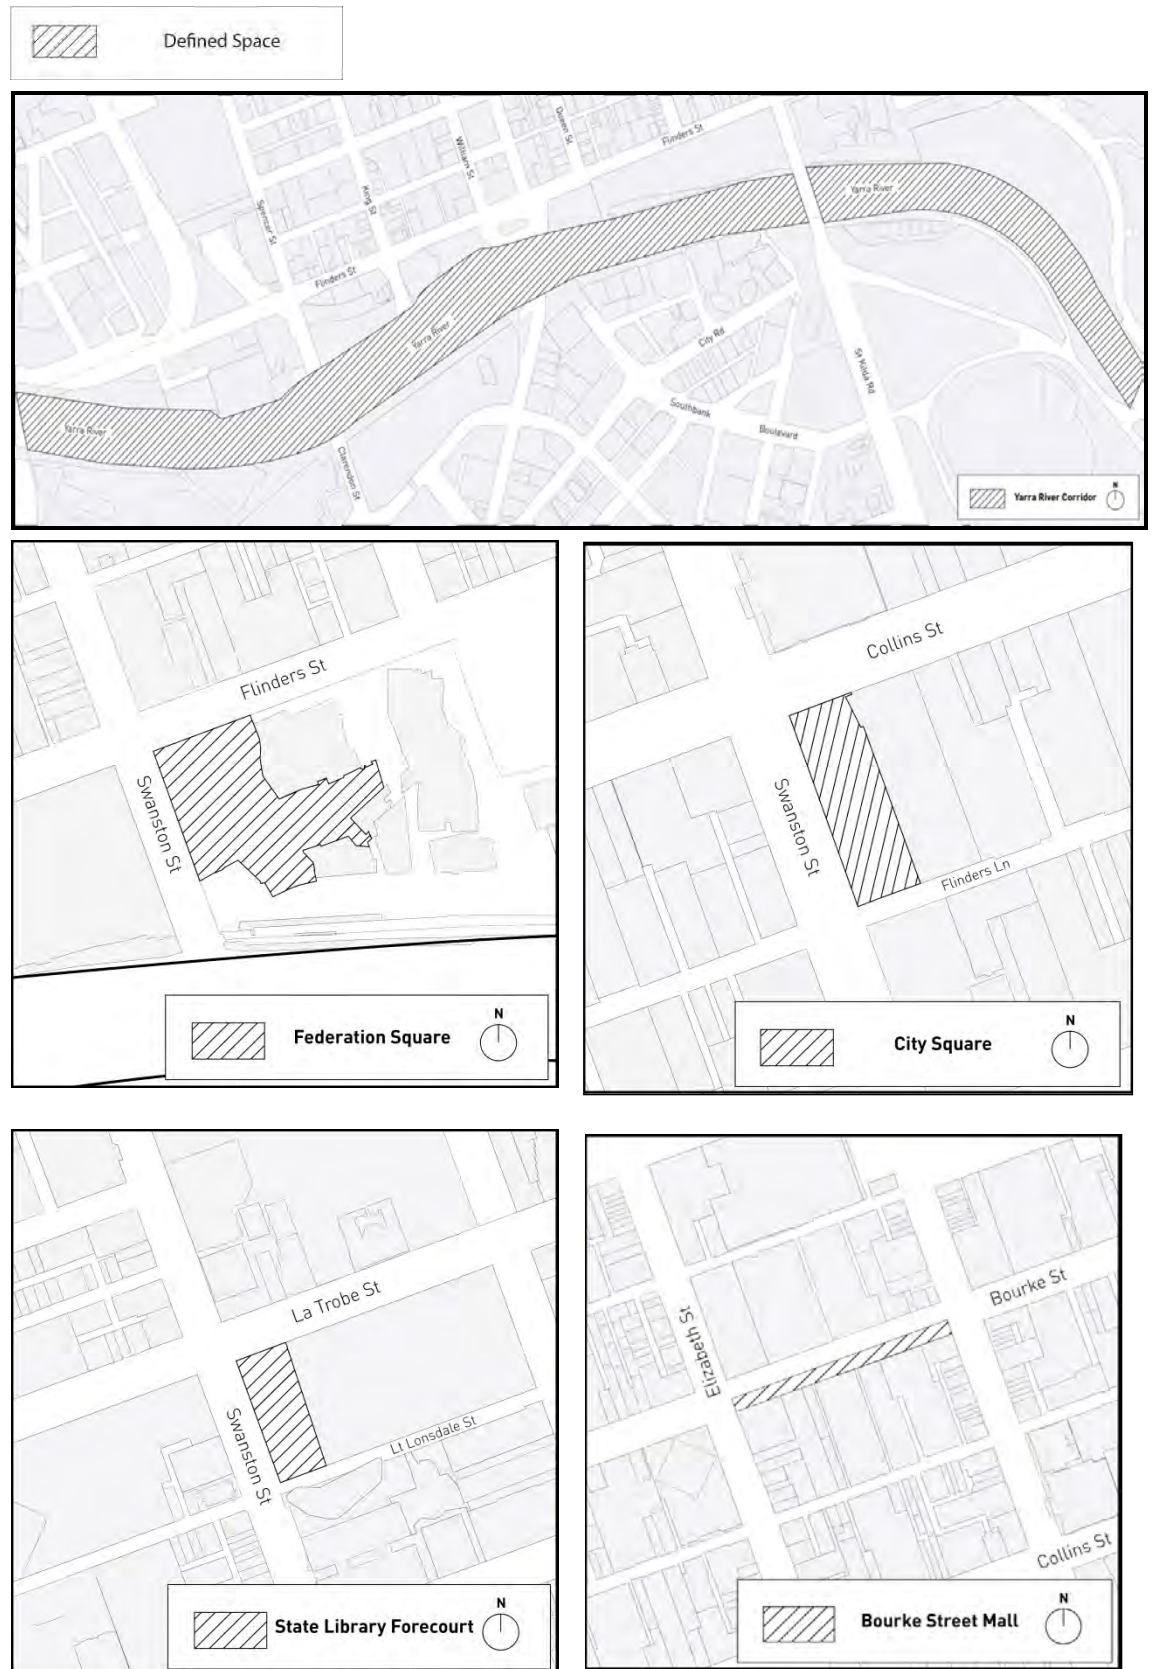 Defined Space
Queen St
William St
Flinders St
King St
Spencer St
Yarra River
Flinders St
Yarra River
City Rd
St Kilda Rd
Southbank
Boulevard
Yarra River
Clarendon St
N
Yarra River Corridor
Flinders St
Swanston St
N
Federation Square
Collins St
Swanston St
Flinders Ln
N
City Square
La Trobe St
Swanston St
Lt Lonsdale St
N
State Library Forecourt
Bourke St
Elizabeth St
Collins St
N
Bourke Street Mall